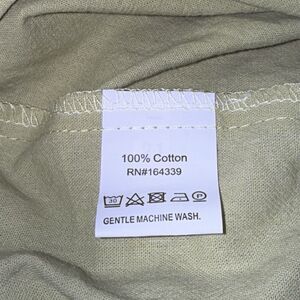 100% Cotton
RN#164339
30
GENTLE MACHINE WASH.